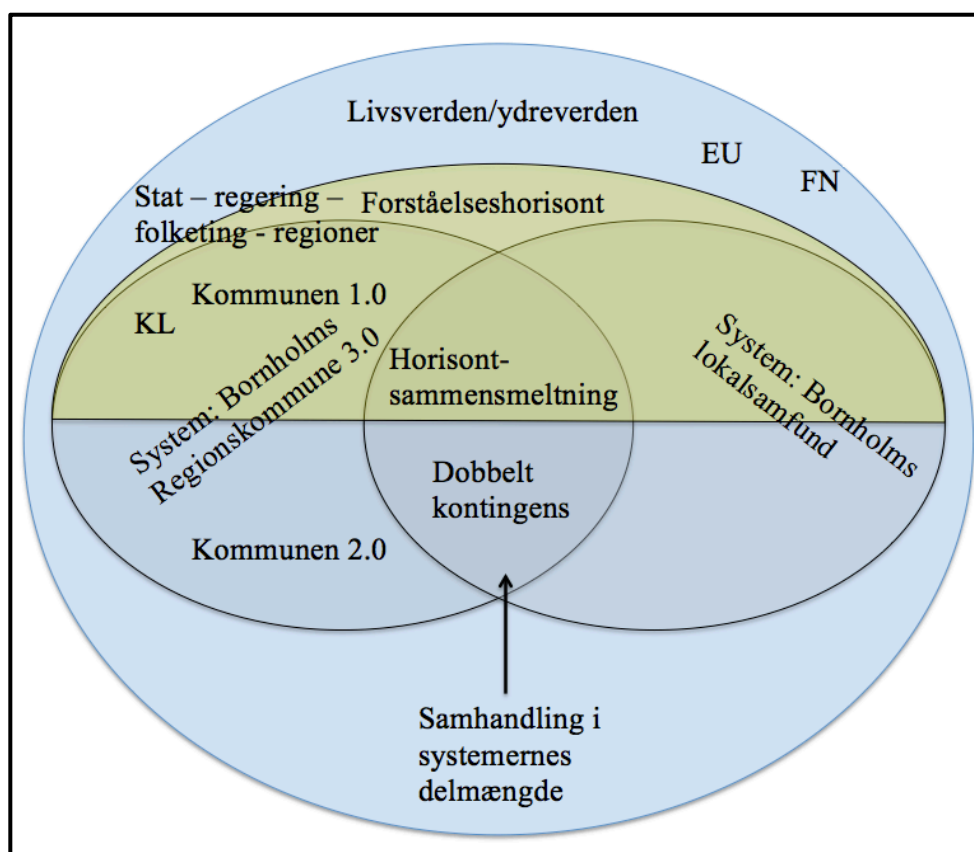 Livsverden/ydreverden
EU
FN
Stat – regering –
folketing - regioner
Forståelseshorisont
Kommunen 1.0
KL
System: Bornholms
Regionskommune 3.0
Horisont-
sammensmeltning
System: Bornholms
lokalsamfund
Dobbelt
kontingens
Kommunen 2.0
Samhandling i
systemernes
delmængde